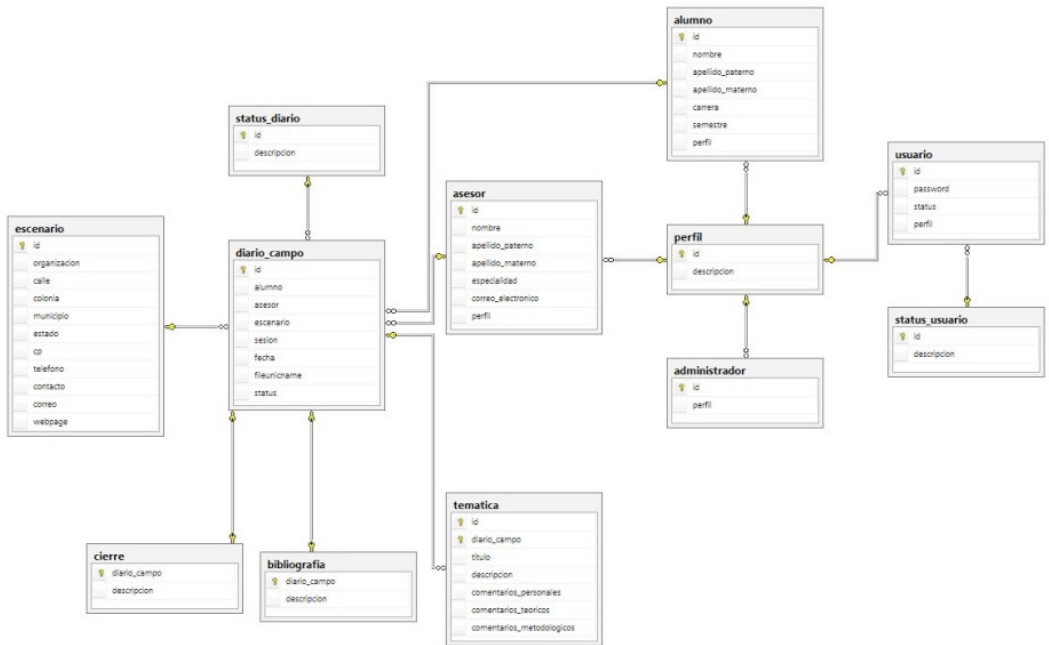 alumno
id
nombre
apellido_paterno
apellido_materno
carrera
semestre
perfil
status_diario
id
descripcion
usuario
id
password
status
perfil
asesor
id
nombre
apellido_paterno
apellido_materno
especialidad
correo_electronico
perfil
escenario
id
organizacion
calle
colonia
municipio
estado
cp
telefono
contacto
correo
webpage
perfil
id
descripcion
diario_campo
id
alumno
asesor
escenario
sesion
fecha
fileunicname
status
status_usuario
id
descripcion
administrador
id
perfil
tematica
id
diario_campo
titulo
descripcion
comentarios_personales
comentarios_teoricos
comentarios_metodologicos
cierre
diario_campo
descripcion
bibliografia
diario_campo
descripcion